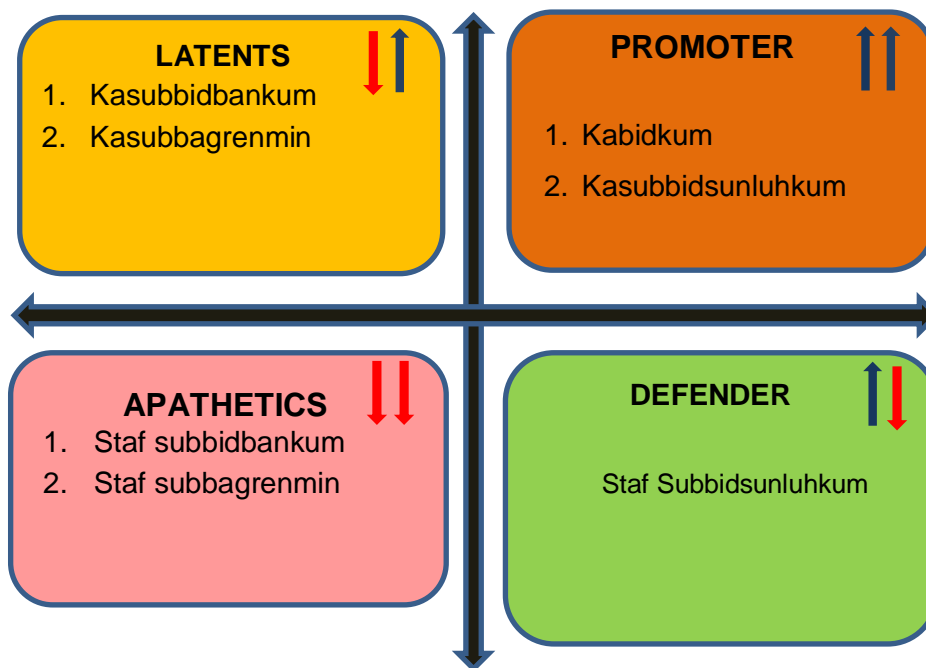 LATENTS
1. Kasubbidbankum
2. Kasubbagrenmin
PROMOTER
1. Kabidkum
2. Kasubbidsunluhkum
APATHETICS
1. Staf subbidbankum
2. Staf subbagrenmin
DEFENDER
Staf Subbidsunluhkum